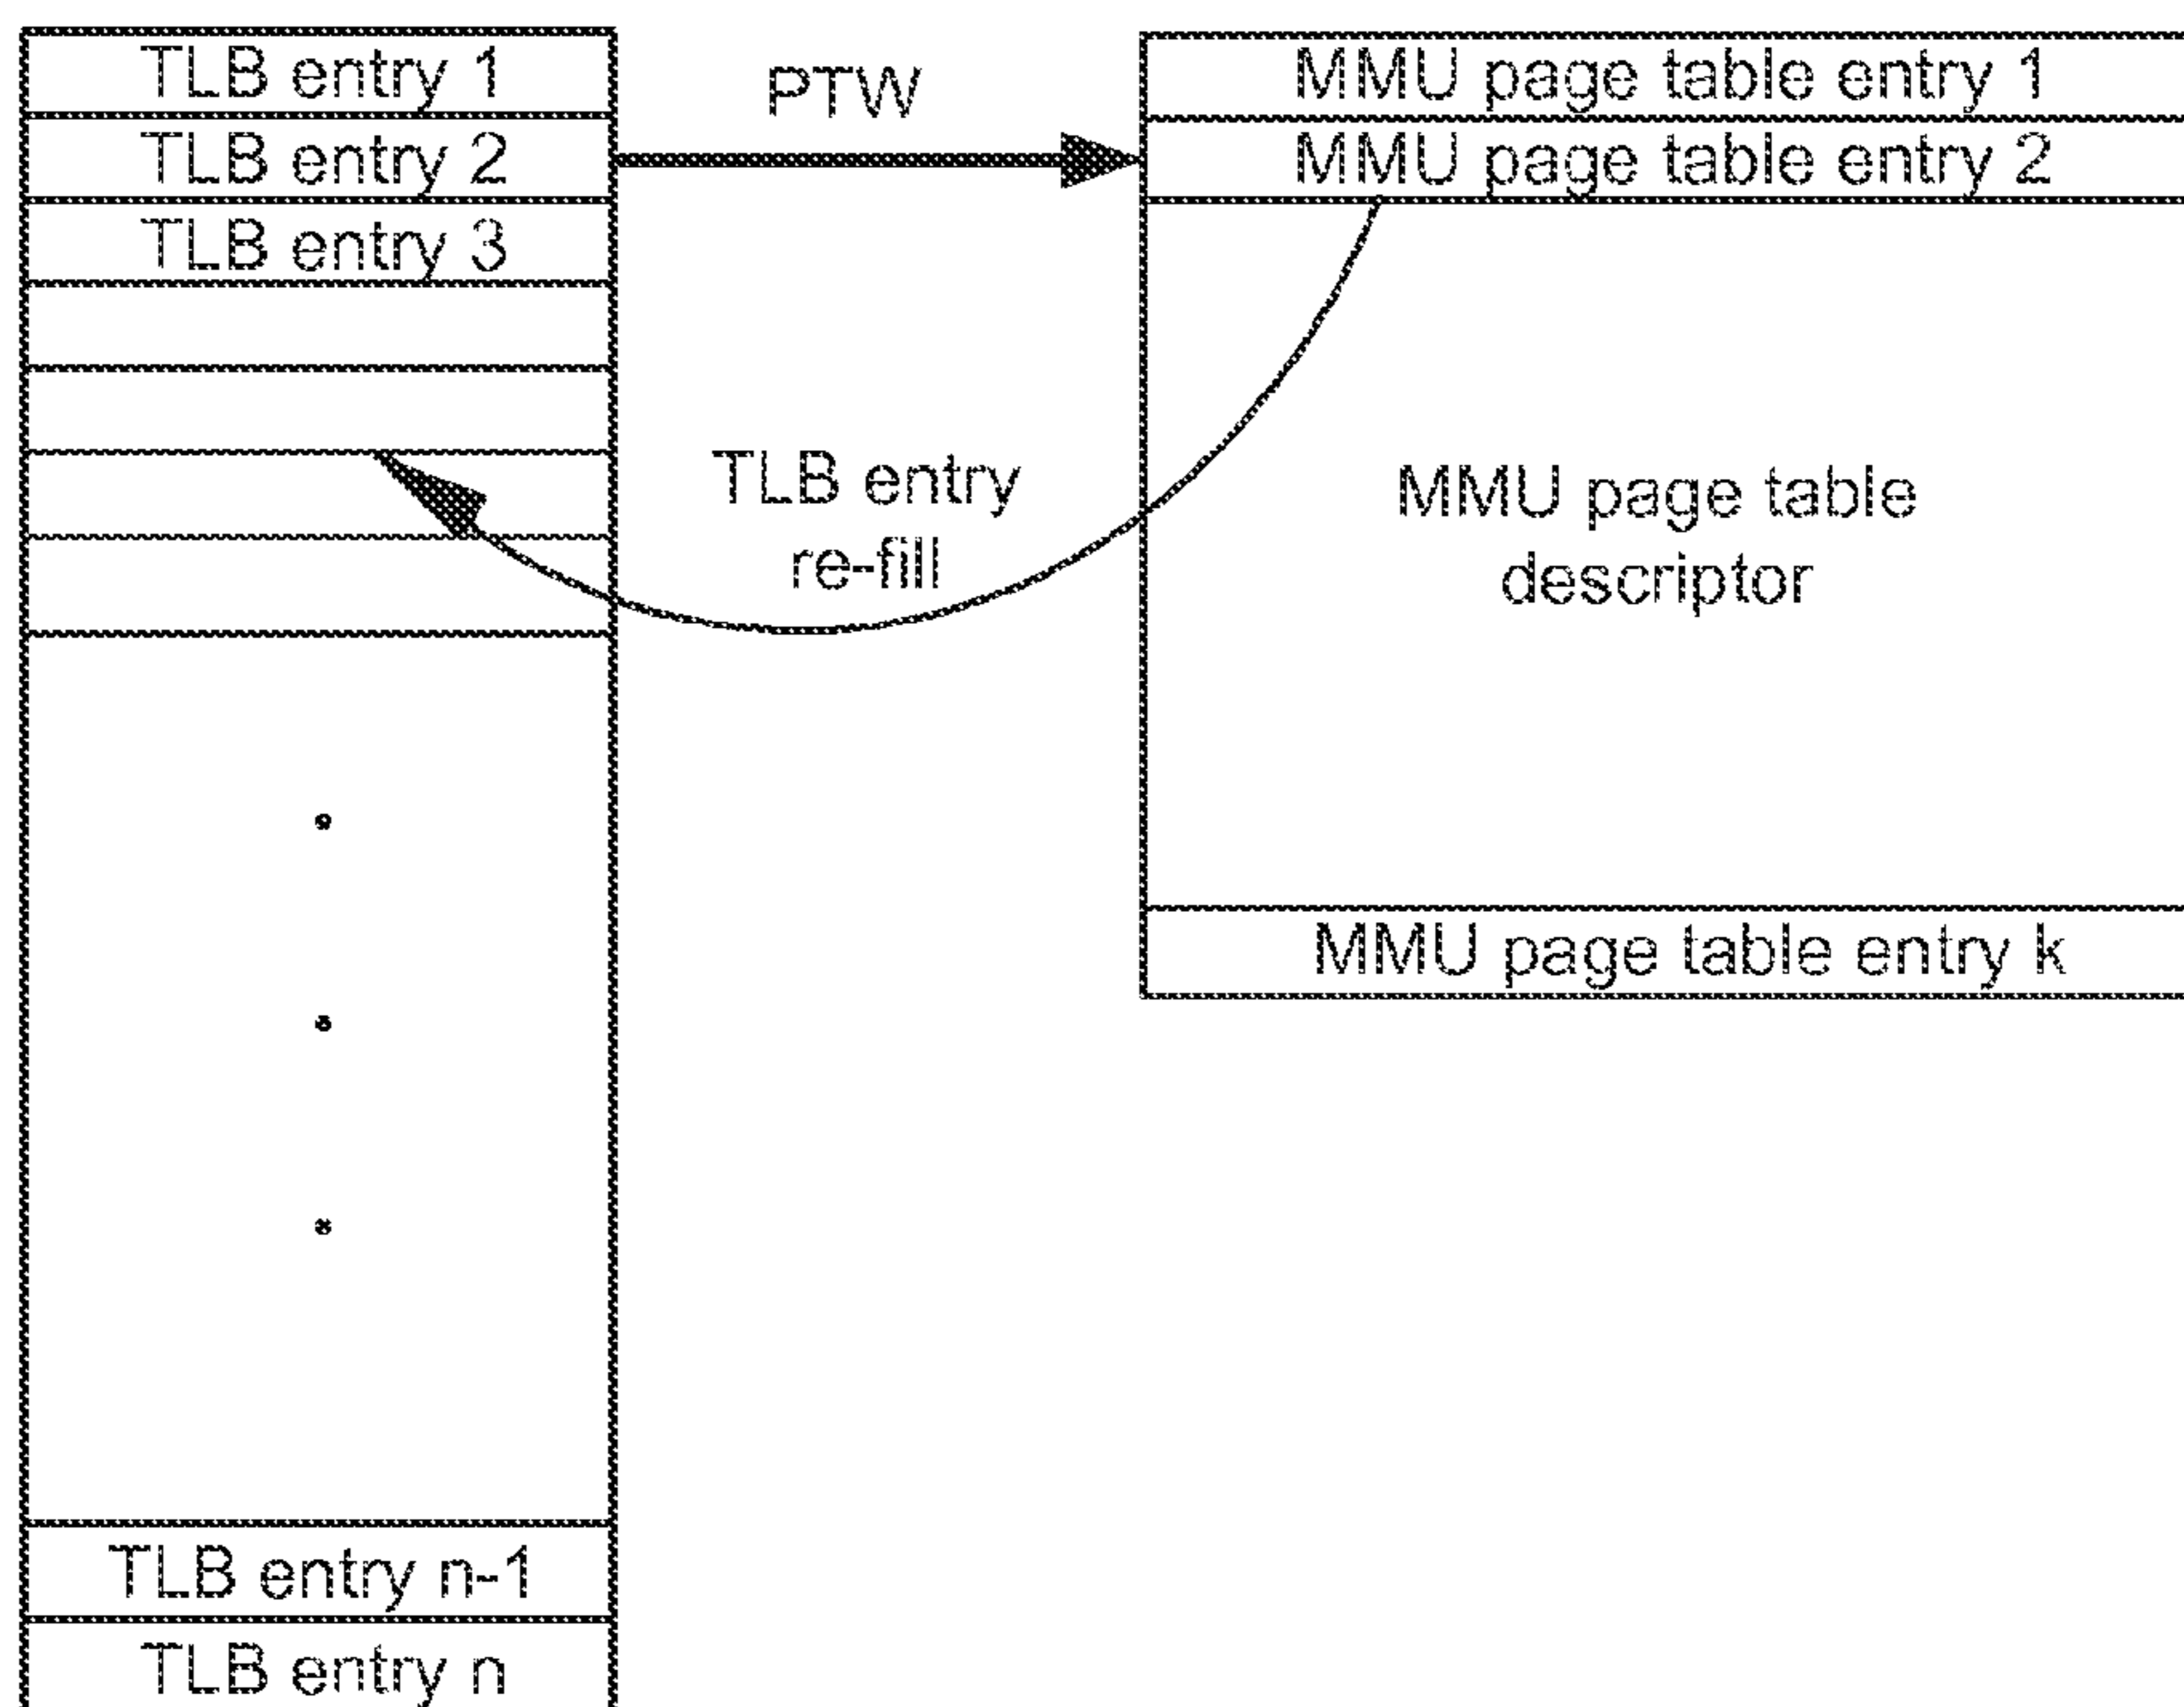 TLB entry 1
TLB entry 2
TLB entry 3
TLB entry n-1
TLB entry n
PTW
TLB entry
re-fill
MMU page table entry 1
MMU page table entry 2
MMU page table
descriptor
MMU page table entry k